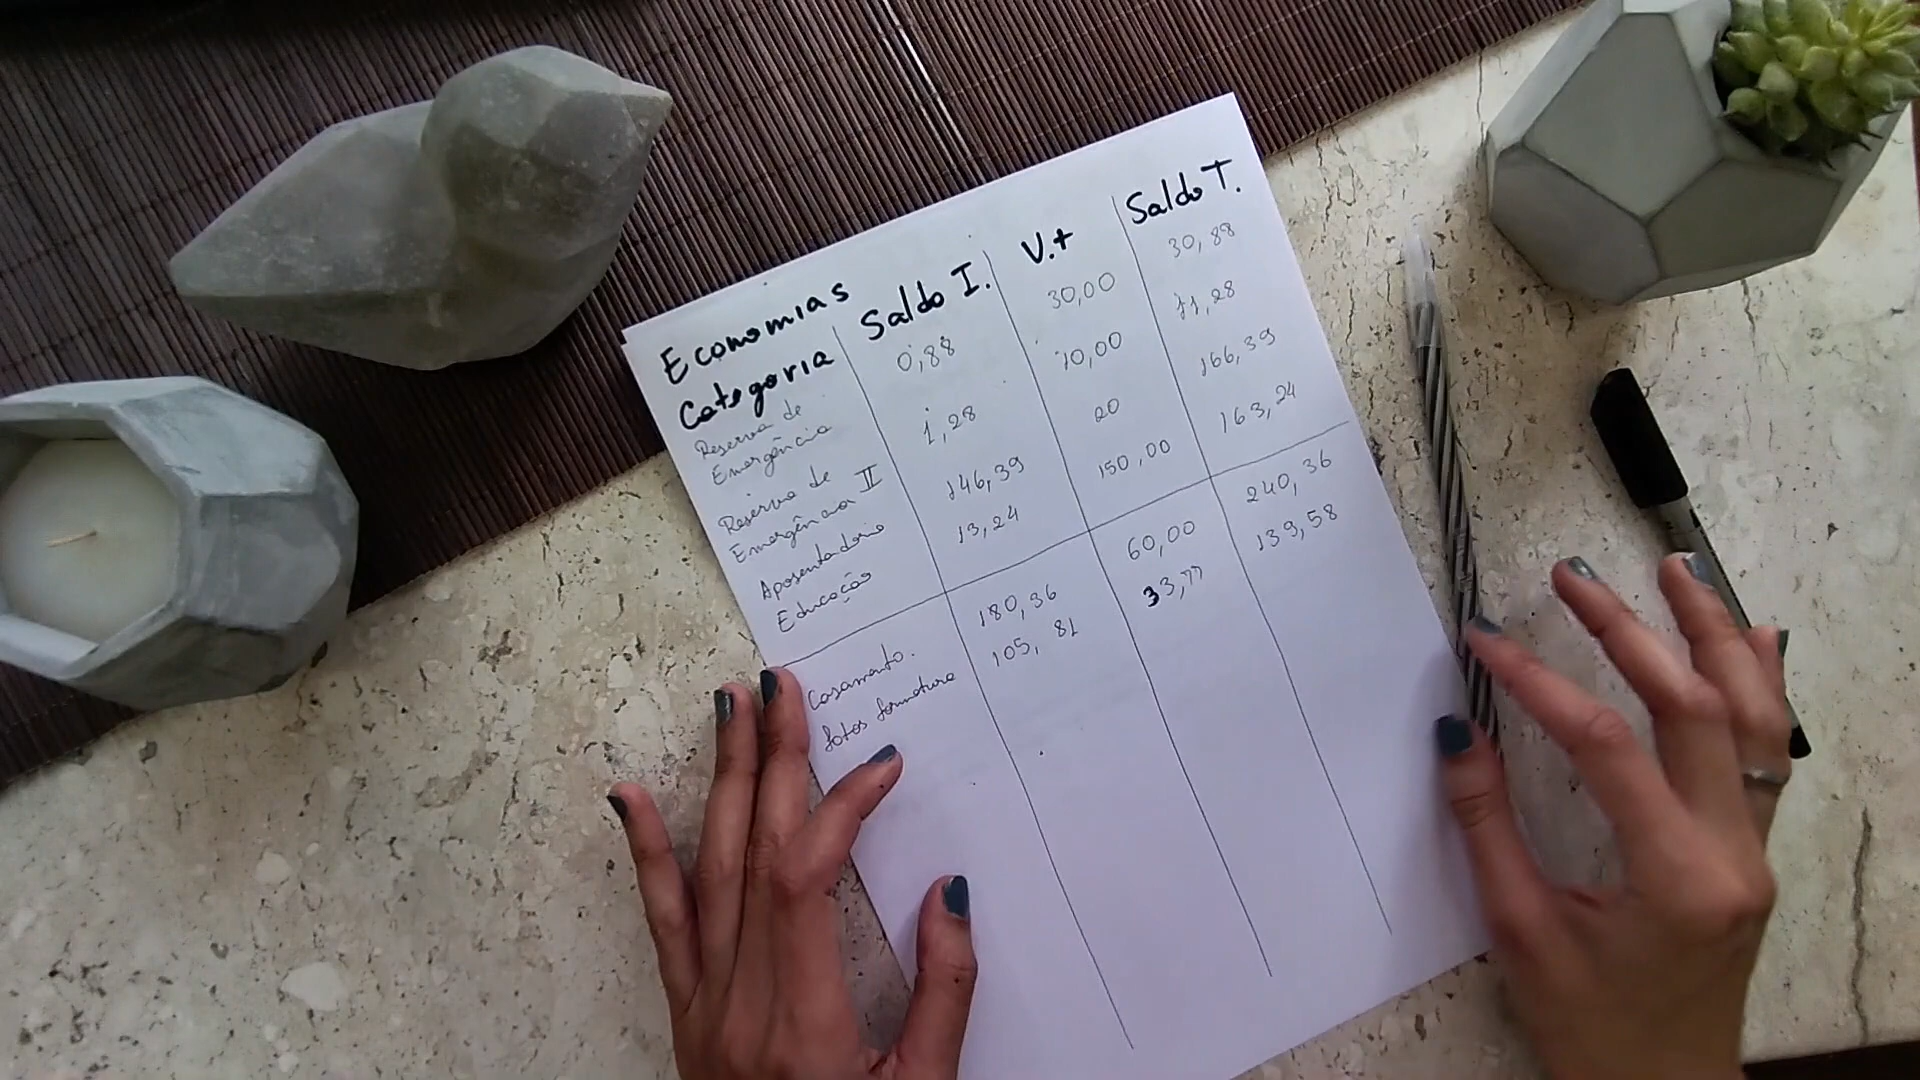 Economias
Categoria Saldo I. V.+ Saldo T.
Reserva de
Emergência 0,88 30,00 30,88
Reserva de
Emergência II 1,28 10,00 11,28
Aposentadoria 146,39 20 166,39
Educação 13,24 150,00 163,24
Casamento. 180,36 60,00 240,36
fotos formatura 105,81 33,77 139,58